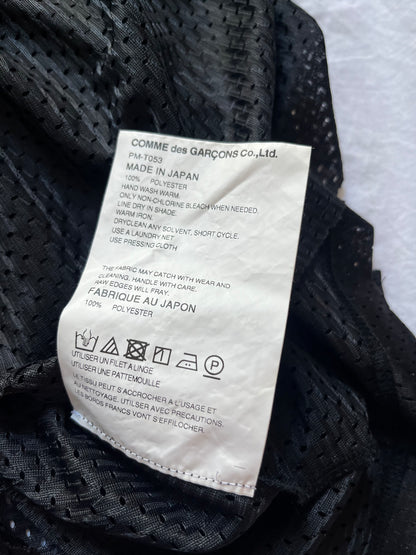 COMME des GARÇONS Co.,Ltd.
PM-T053
MADE IN JAPAN
100% POLYESTER
HAND WASH WARM.
ONLY NON-CHLORINE BLEACH WHEN NEEDED.
LINE DRY IN SHADE.
WARM IRON.
DRYCLEAN ANY SOLVENT, SHORT CYCLE.
USE A LAUNDRY NET
USE PRESSING CLOTH
THE FABRIC MAY CATCH WITH WEAR AND
CLEANING. HANDLE WITH CARE.
RAW EDGES WILL FRAY.
FABRIQUE AU JAPON
100% POLYESTER
P
UTILISER UN FILET A LINGE
UTILISER UNE PATTEMOUILLE
LE TISSU PEUT S'ACCROCHER A L'USAGE ET
AU NETTOYAGE. UTILISER AVEC PRECAUTIONS.
LES BORDS FRANCS VONT S'EFFILOCHER.